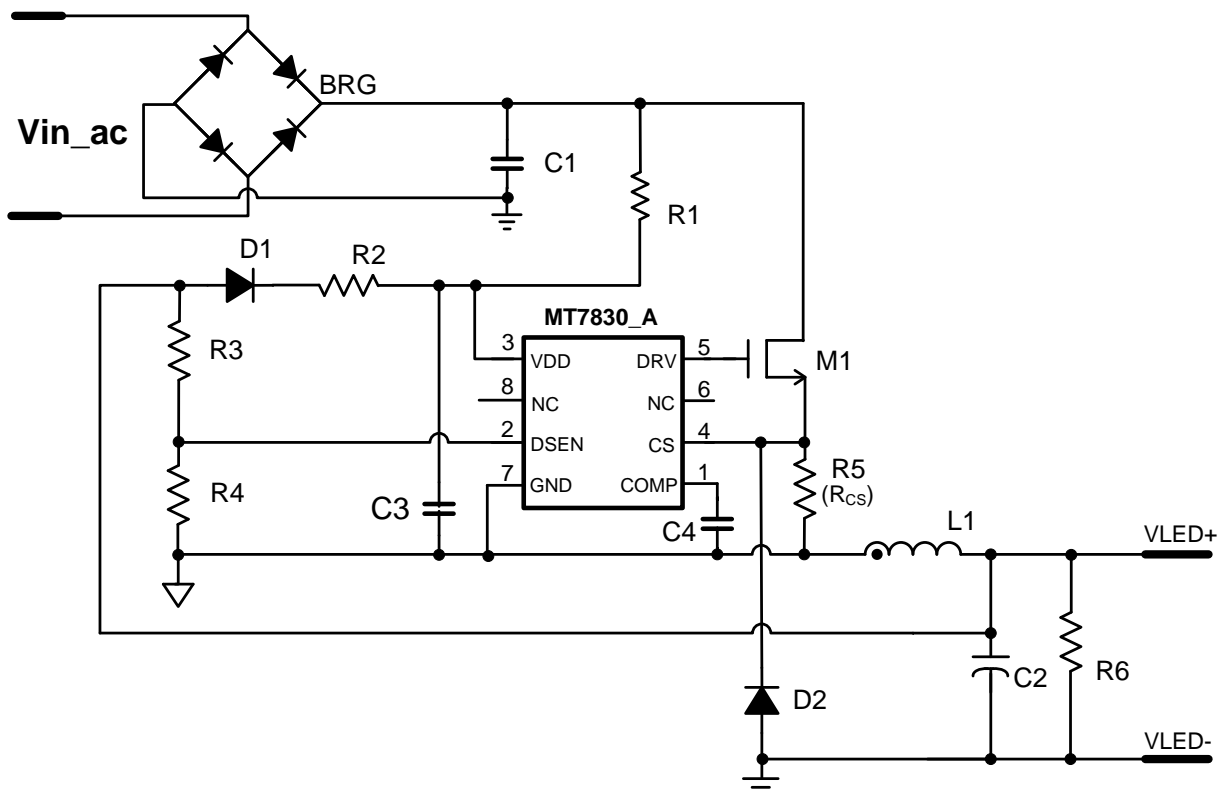 BRG
Vin_ac
C1
R1
D1
R2
MT7830_A
R3
3
VDD
DRV
5
M1
8
NC
NC
6
2
DSEN
CS
4
R4
7
GND
COMP
1
R5
(RCS)
C3
C4
L1
VLED+
C2
R6
D2
VLED-